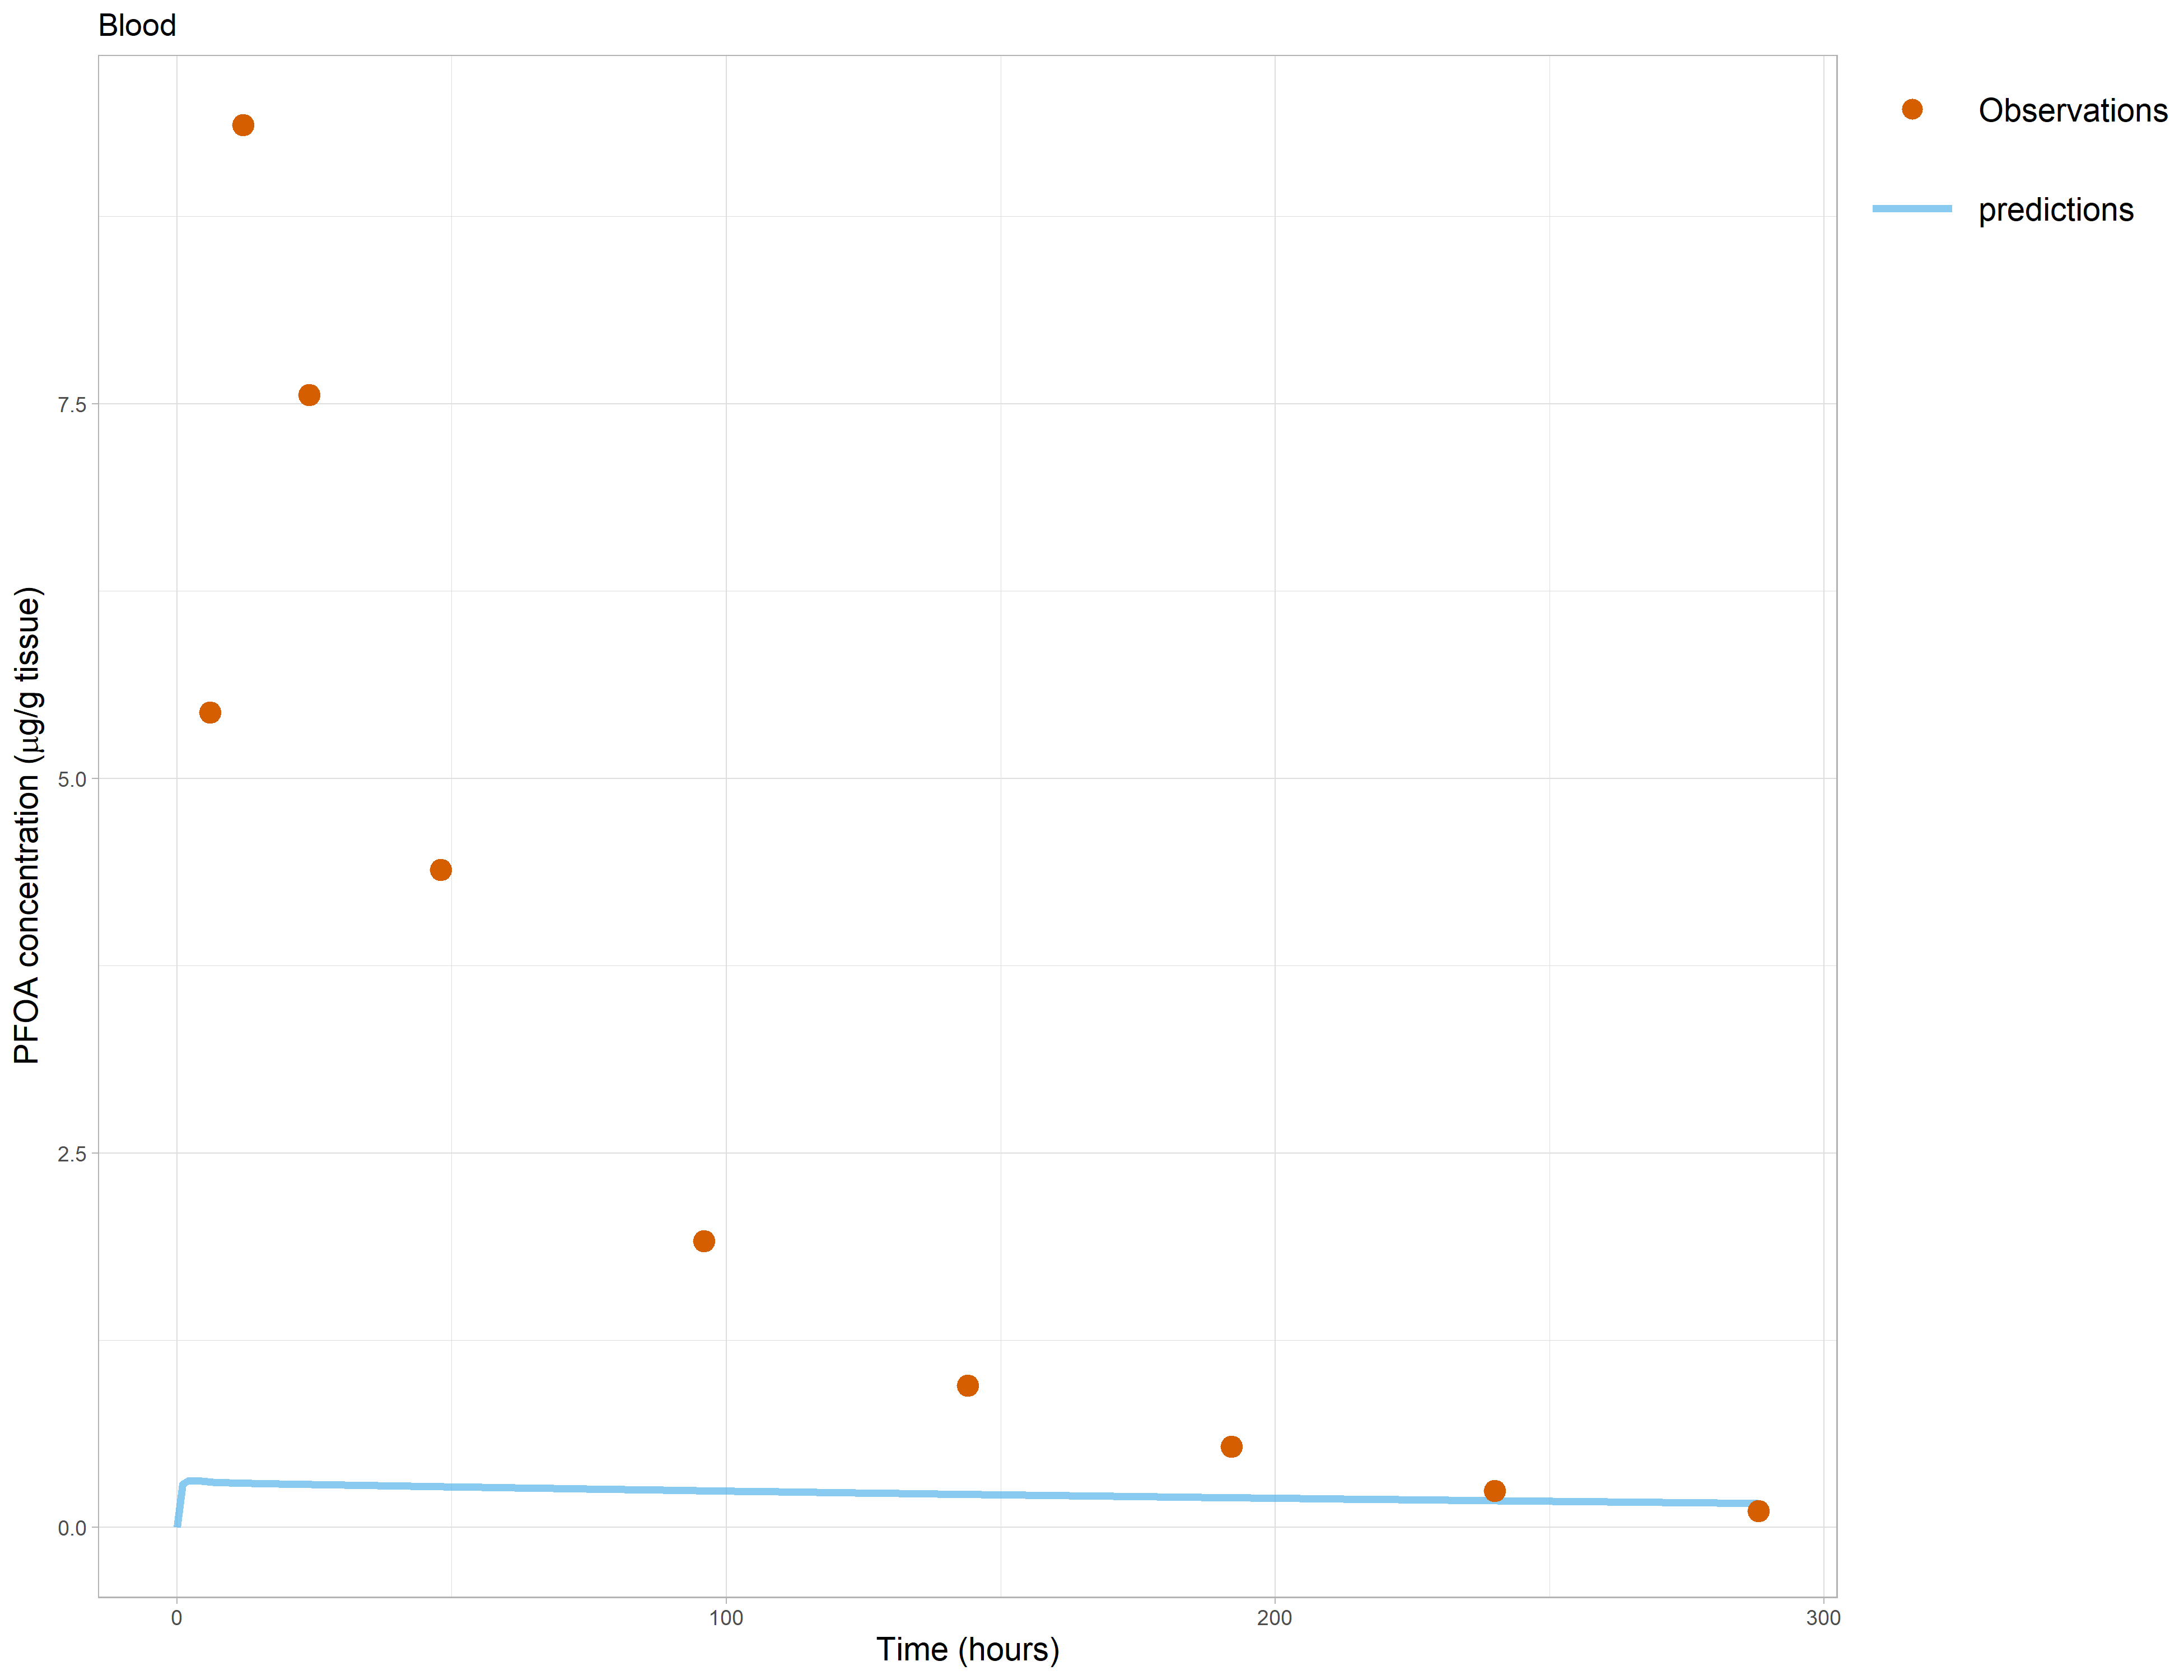 Blood
Observations
predictions
PFOA concentration (μg/g tissue)
7.5
5.0
2.5
0.0
0
100
200
300
Time (hours)